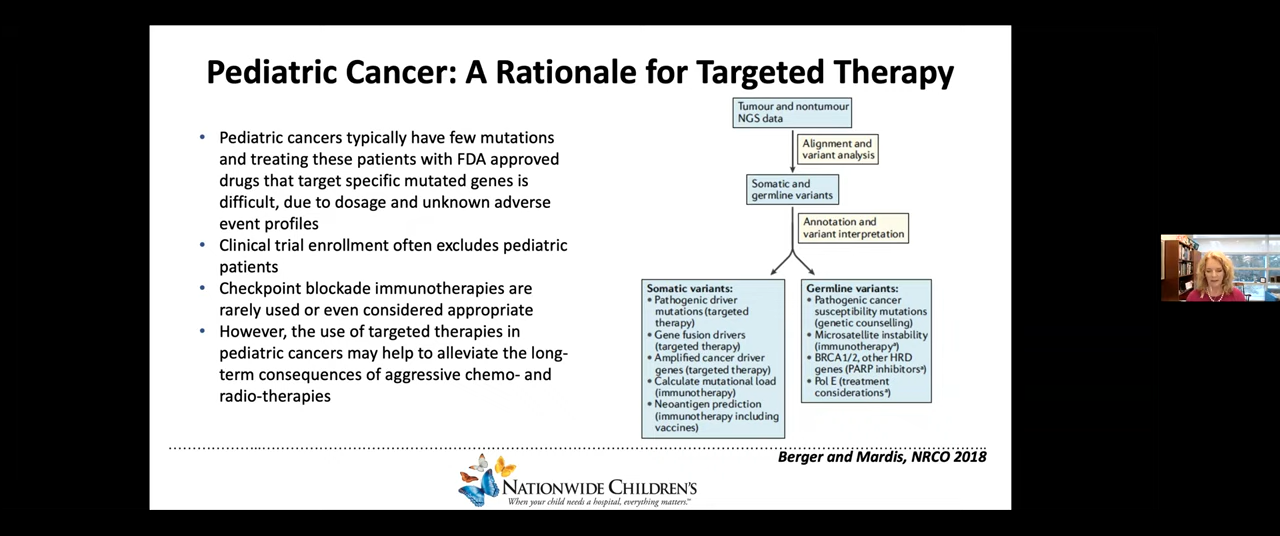 Pediatric Cancer: A Rationale for Targeted Therapy
• Pediatric cancers typically have few mutations
and treating these patients with FDA approved
drugs that target specific mutated genes is
difficult, due to dosage and unknown adverse
event profiles
• Clinical trial enrollment often excludes pediatric
patients
• Checkpoint blockade immunotherapies are
rarely used or even considered appropriate
• However, the use of targeted therapies in
pediatric cancers may help to alleviate the long-
term consequences of aggressive chemo- and
radio-therapies
Tumour and nontumour
NGS data
Alignment and
variant analysis
Somatic and
germline variants
Annotation and
variant interpretation
Somatic variants:
• Pathogenic driver
mutations (targeted
therapy)
• Gene fusion drivers
(targeted therapy)
• Amplified cancer driver
genes (targeted therapy)
• Calculate mutational load
(immunotherapy)
• Neoantigen prediction
(immunotherapy including
vaccines)
Germline variants:
• Pathogenic cancer
susceptibility mutations
(genetic counselling)
• Microsatellite instability
(immunotherapyª)
• BRCA1/2, other HRD
genes (PARP inhibitorsª)
• Pol E (treatment
considerationsª)
Berger and Mardis, NRCO 2018
NATIONWIDE CHILDREN'S
When your child needs a hospital, everything matters.™